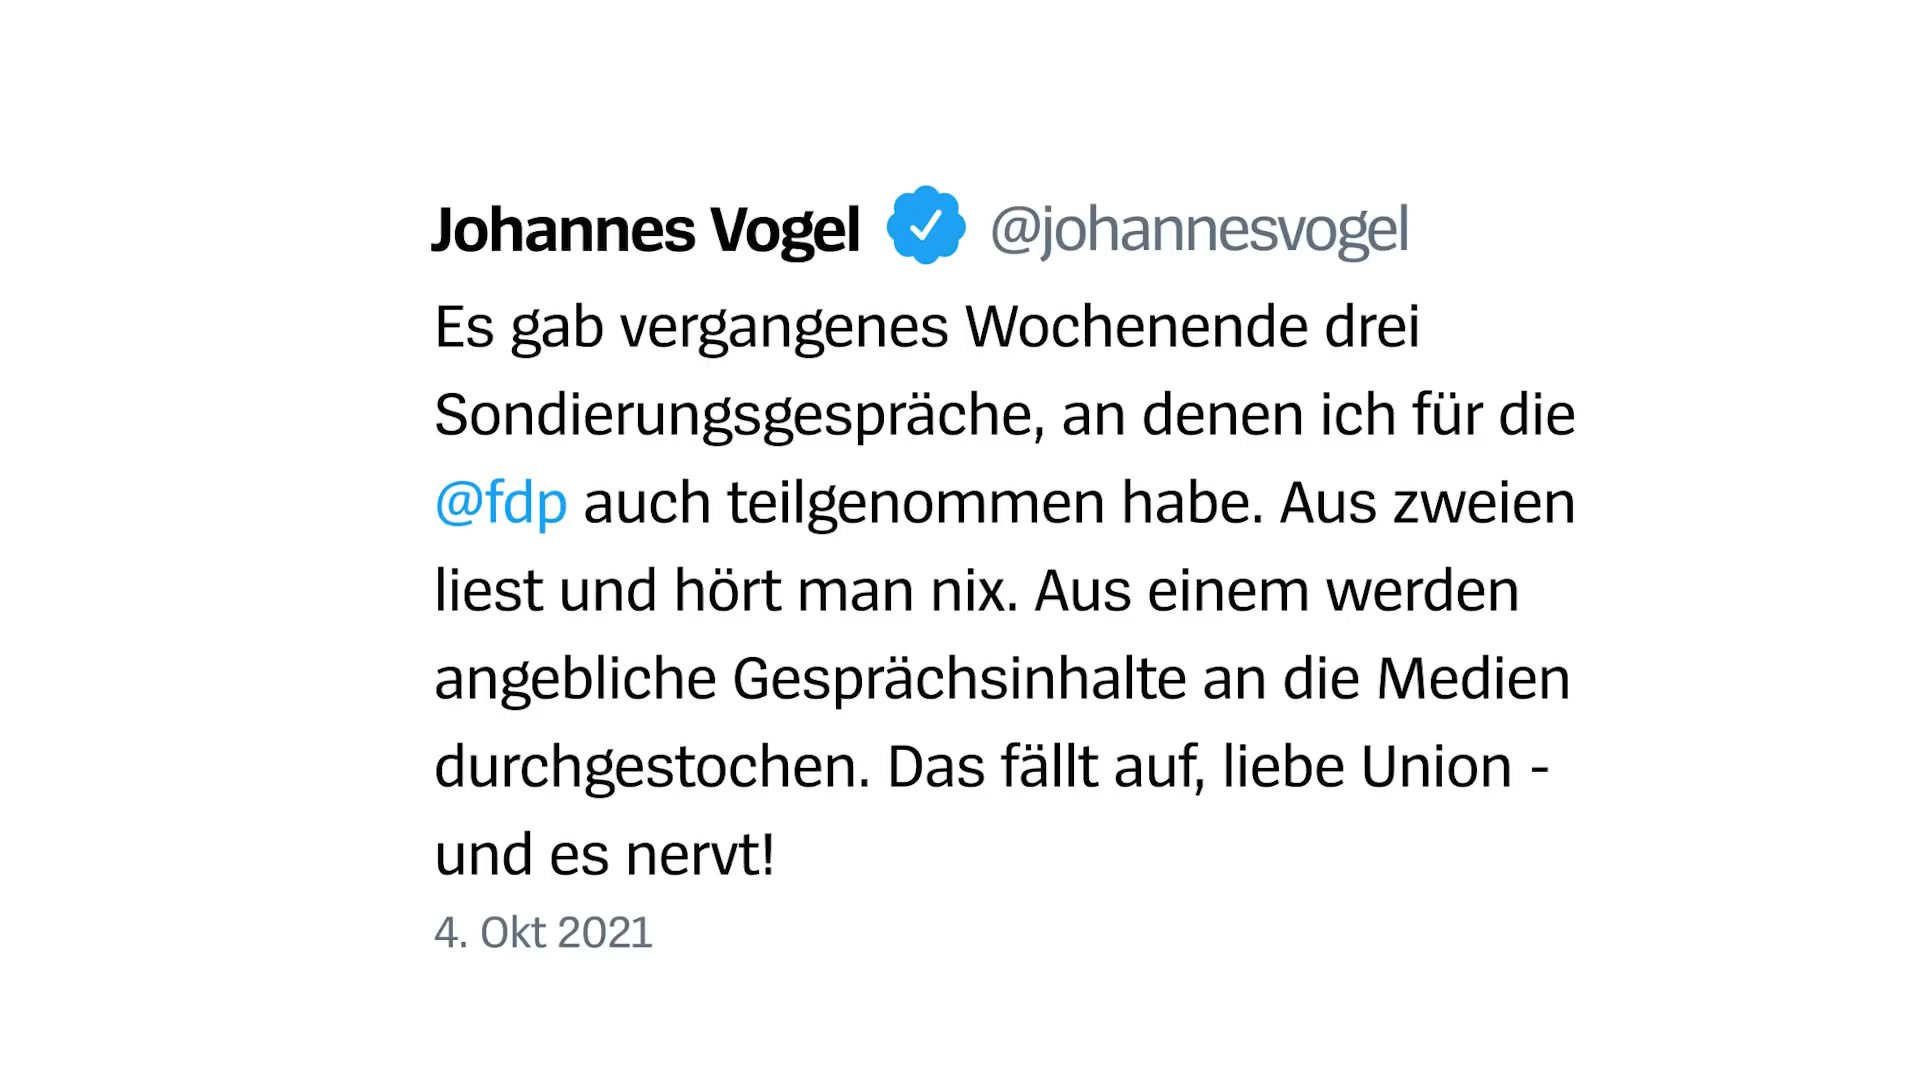 Johannes Vogel @johannesvogel
Es gab vergangenes Wochenende drei
Sondierungsgespräche, an denen ich für die
@fdp auch teilgenommen habe. Aus zweien
liest und hört man nix. Aus einem werden
angebliche Gesprächsinhalte an die Medien
durchgestochen. Das fällt auf, liebe Union -
und es nervt!
4. Okt 2021